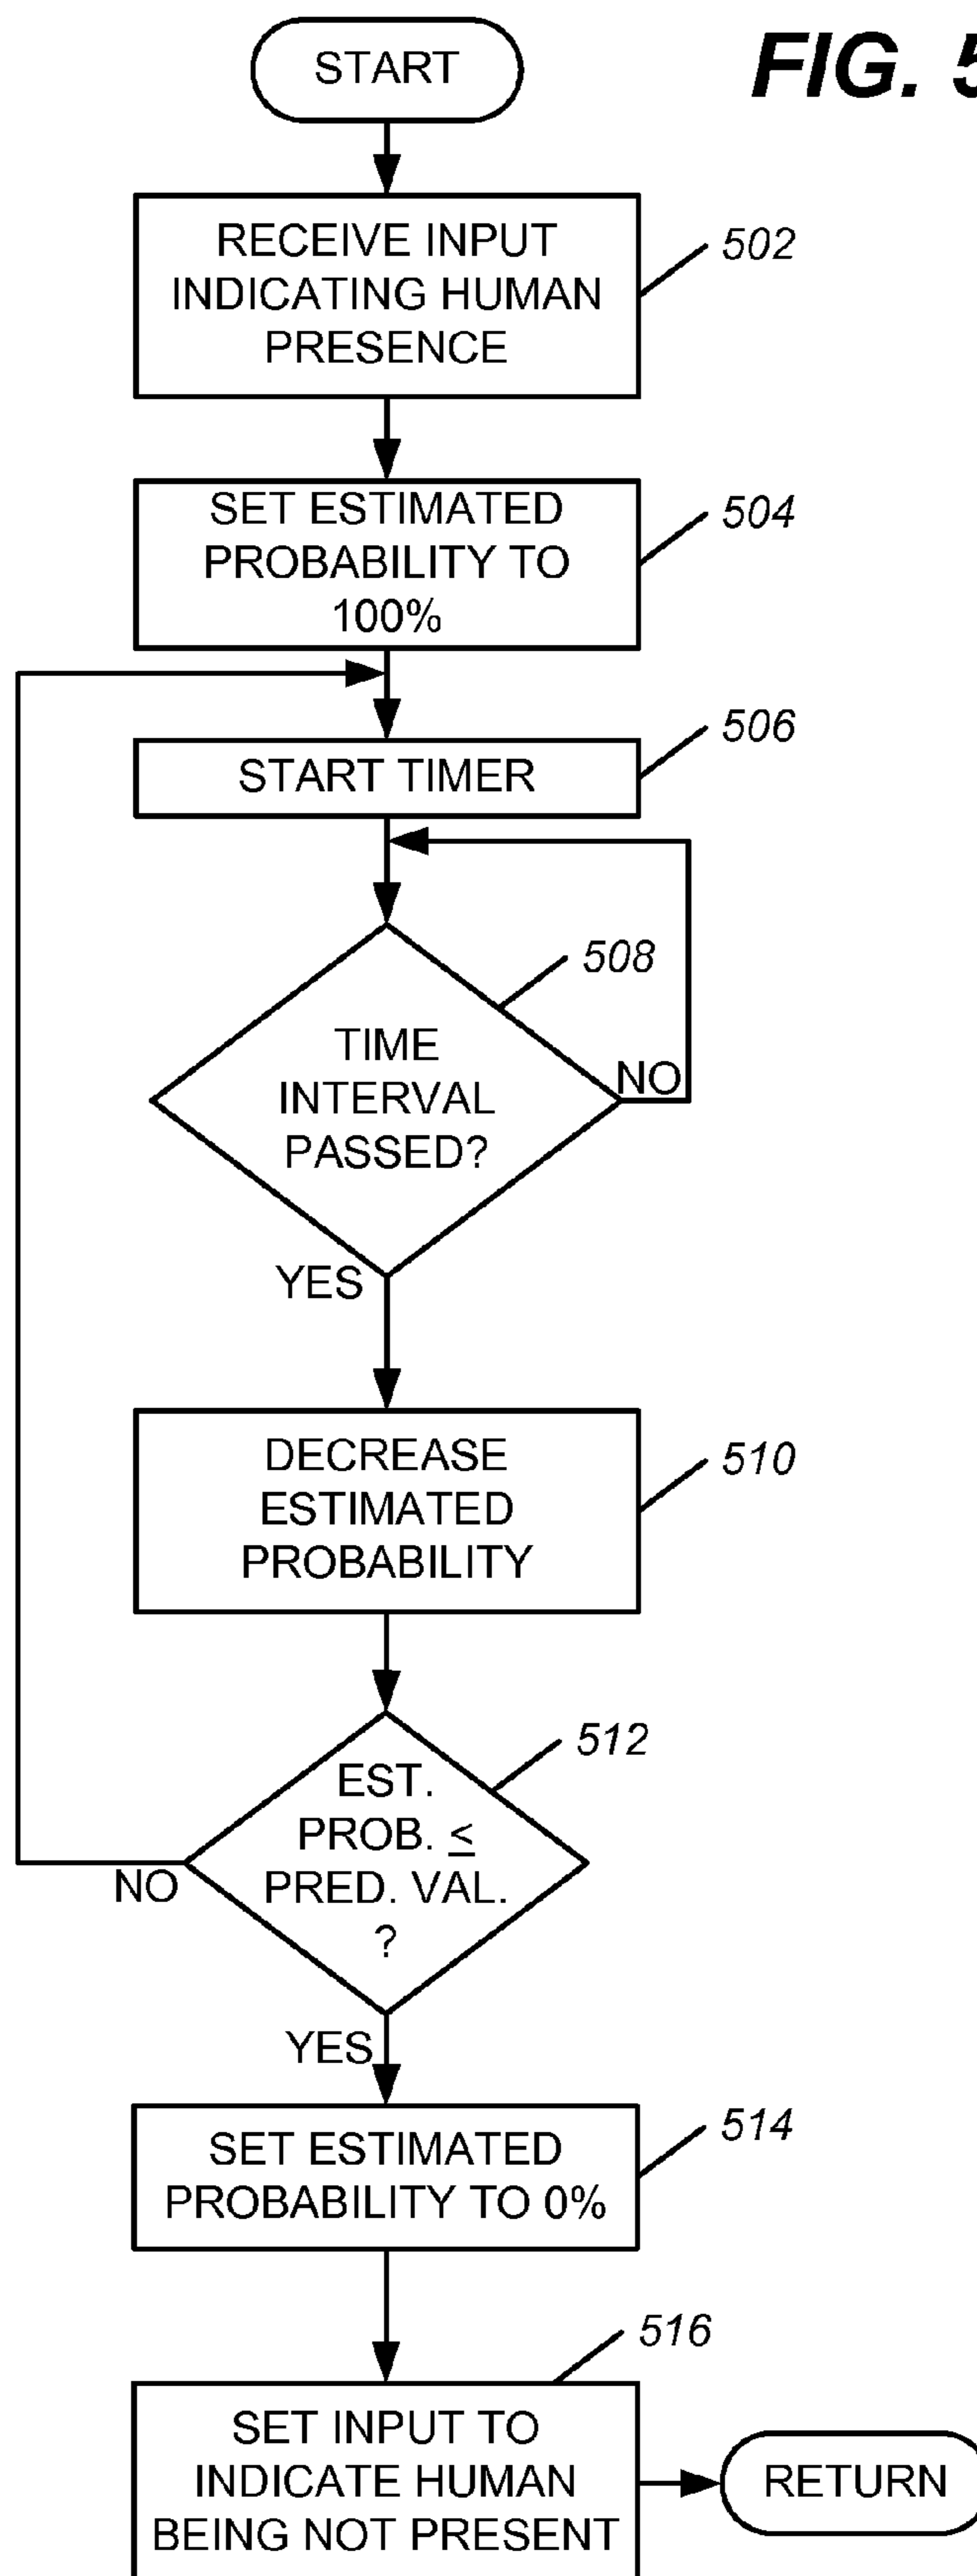 START
FIG. 5
RECEIVE INPUT
INDICATING HUMAN
PRESENCE
502
SET ESTIMATED
PROBABILITY TO
100%
504
START TIMER
506
TIME
INTERVAL
PASSED?
508
NO
YES
DECREASE
ESTIMATED
PROBABILITY
510
EST.
PROB. ≤
PRED. VAL.
?
512
NO
YES
SET ESTIMATED
PROBABILITY TO 0%
514
SET INPUT TO
INDICATE HUMAN
BEING NOT PRESENT
516
RETURN